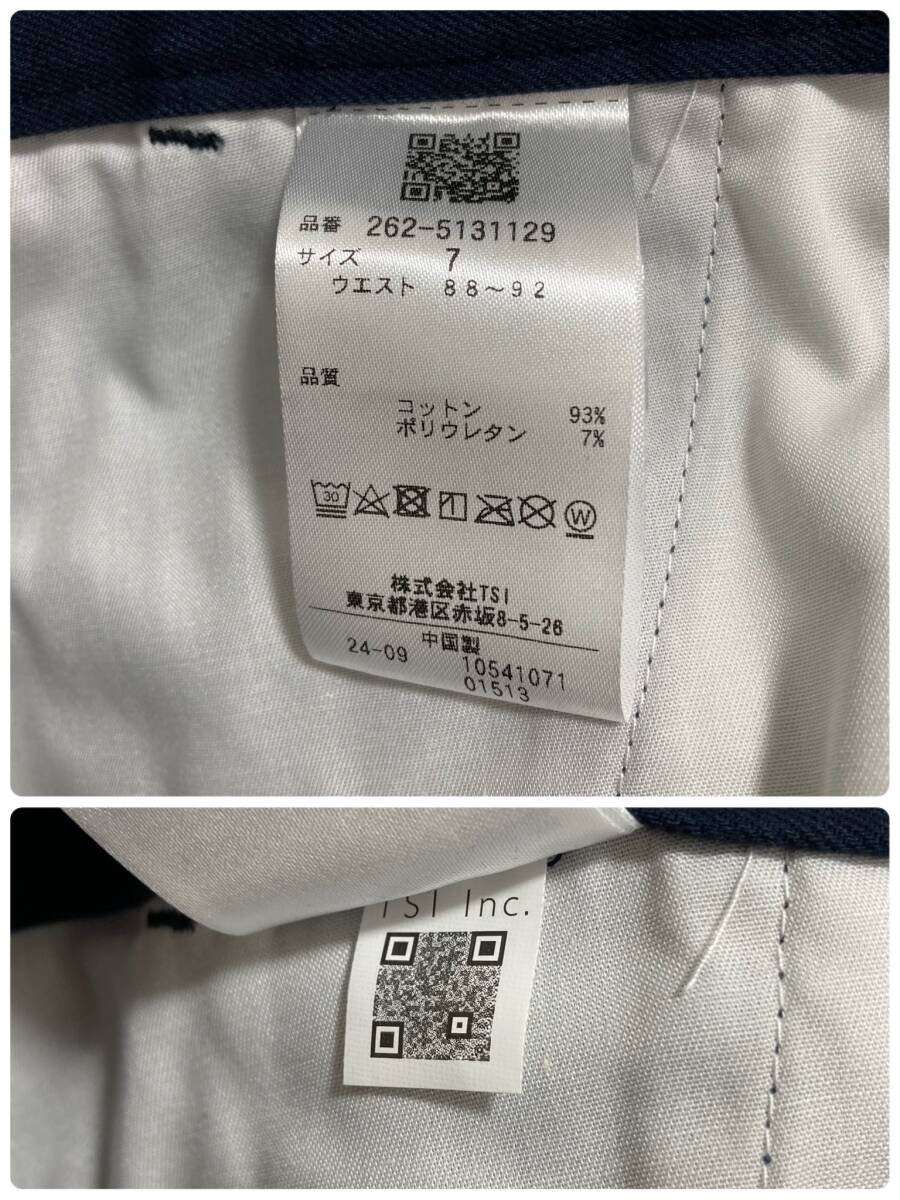 品番 262-5131129
サイズ 7
ウエスト 88～92
品質
コットン 93%
ポリウレタン 7%
30
W
株式会社TSI
東京都港区赤坂8-5-26
中国製
24-09 10541071
01513
TSI Inc.